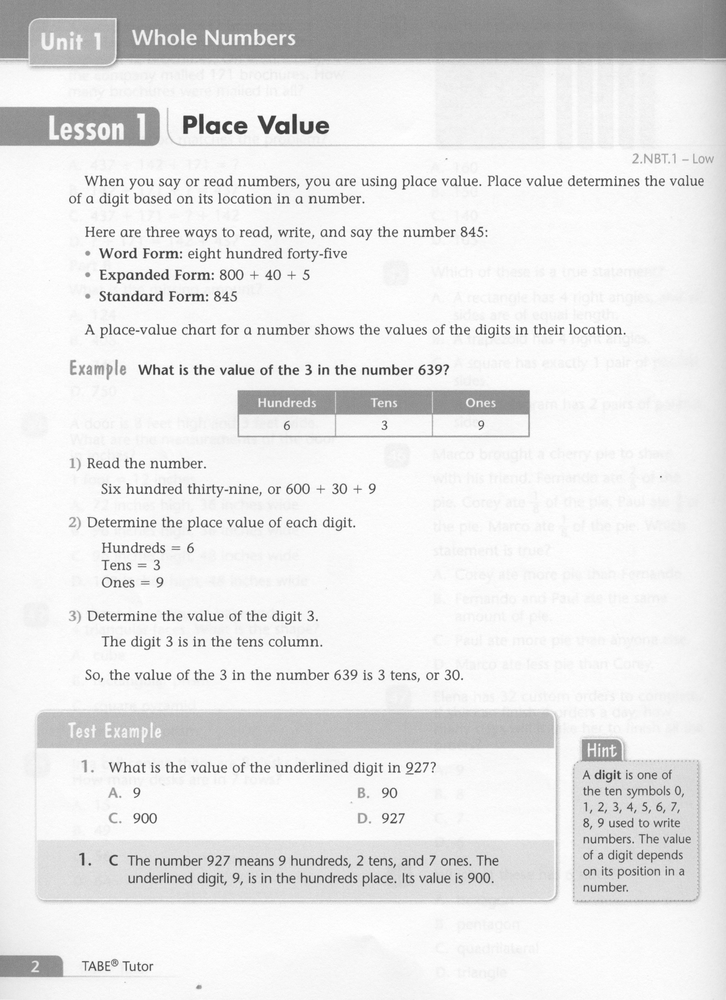 Unit 1 Whole Numbers
Lesson 1 Place Value
2.NBT.1 – Low
When you say or read numbers, you are using place value. Place value determines the value
of a digit based on its location in a number.
Here are three ways to read, write, and say the number 845:
• Word Form: eight hundred forty-five
• Expanded Form: 800 + 40 + 5
• Standard Form: 845
A place-value chart for a number shows the values of the digits in their location.
Example What is the value of the 3 in the number 639?
Hundreds Tens Ones
6 3 9
1) Read the number.
Six hundred thirty-nine, or 600 + 30 + 9
2) Determine the place value of each digit.
Hundreds = 6
Tens = 3
Ones = 9
3) Determine the value of the digit 3.
The digit 3 is in the tens column.
So, the value of the 3 in the number 639 is 3 tens, or 30.
Test Example
1. What is the value of the underlined digit in 927?
A. 9 B. 90
C. 900 D. 927
1. C The number 927 means 9 hundreds, 2 tens, and 7 ones. The
underlined digit, 9, is in the hundreds place. Its value is 900.
Hint
A digit is one of
the ten symbols 0,
1, 2, 3, 4, 5, 6, 7,
8, 9 used to write
numbers. The value
of a digit depends
on its position in a
number.
2 TABE® Tutor